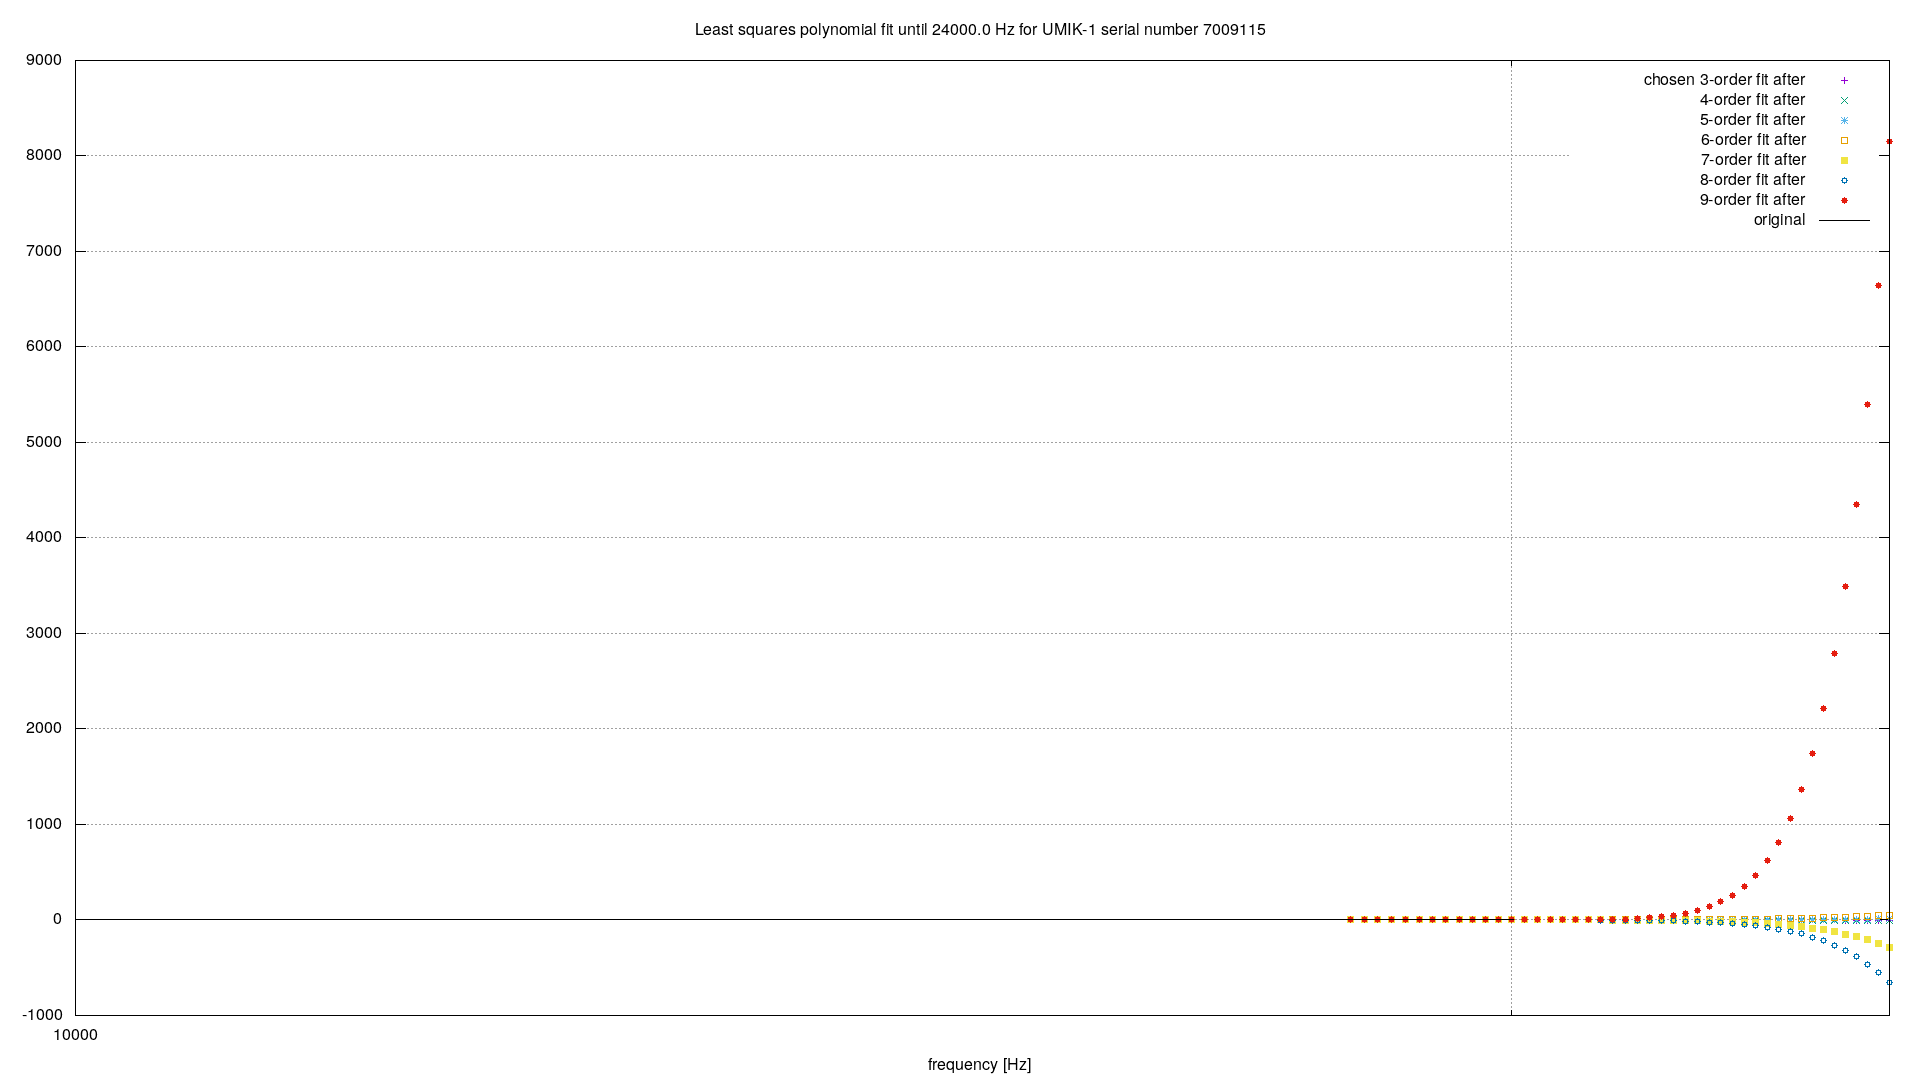 Least squares polynomial fit until 24000.0 Hz for UMIK-1 serial number 7009115
9000
8000
7000
6000
5000
4000
3000
2000
1000
0
-1000
10000
frequency [Hz]
chosen 3-order fit after
4-order fit after
5-order fit after
6-order fit after
7-order fit after
8-order fit after
9-order fit after
original